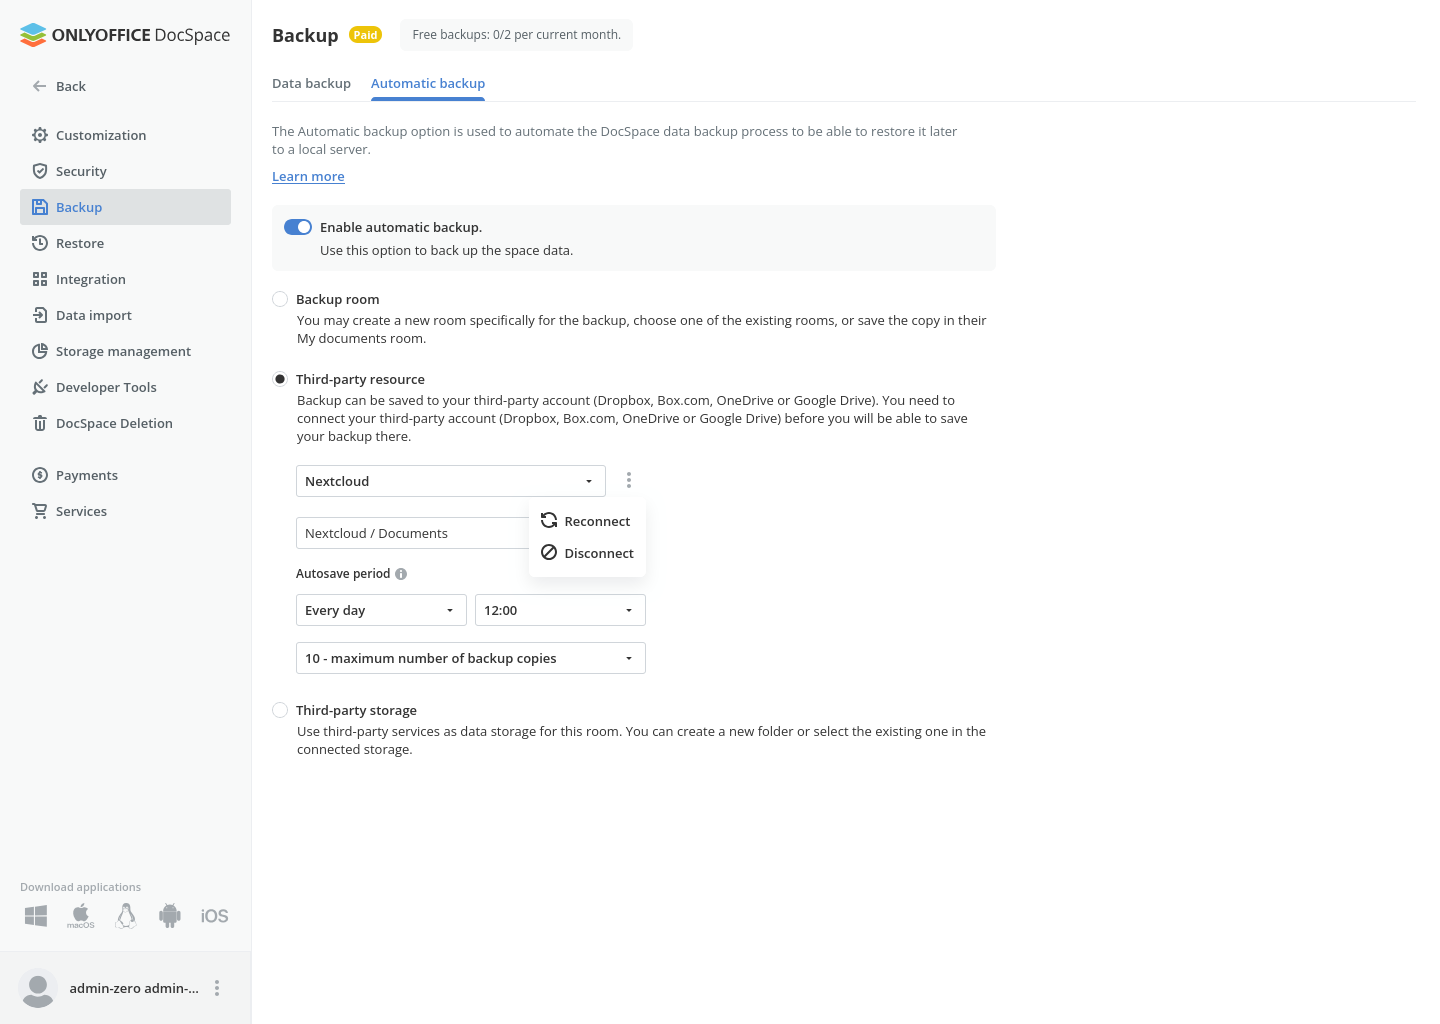 ONLYOFFICE DocSpace
Back
Customization
Security
Backup
Restore
Integration
Data import
Storage management
Developer Tools
DocSpace Deletion
Payments
Services
Download applications
macOS
iOS
admin-zero admin-...
Backup
Paid
Free backups: 0/2 per current month.
Data backup
Automatic backup
The Automatic backup option is used to automate the DocSpace data backup process to be able to restore it later
to a local server.
Learn more
Enable automatic backup.
Use this option to back up the space data.
Backup room
You may create a new room specifically for the backup, choose one of the existing rooms, or save the copy in their
My documents room.
Third-party resource
Backup can be saved to your third-party account (Dropbox, Box.com, OneDrive or Google Drive). You need to
connect your third-party account (Dropbox, Box.com, OneDrive or Google Drive) before you will be able to save
your backup there.
Nextcloud
Reconnect
Disconnect
Nextcloud / Documents
Autosave period
Every day
12:00
10 - maximum number of backup copies
Third-party storage
Use third-party services as data storage for this room. You can create a new folder or select the existing one in the
connected storage.